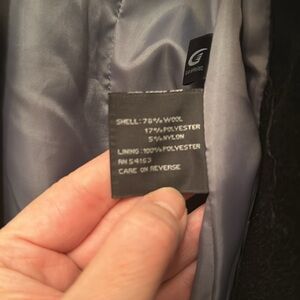 SHELL: 78% WOOL
17% POLYESTER
5% NYLON
LINING: 100% POLYESTER
RN 54163
CARE ON REVERSE